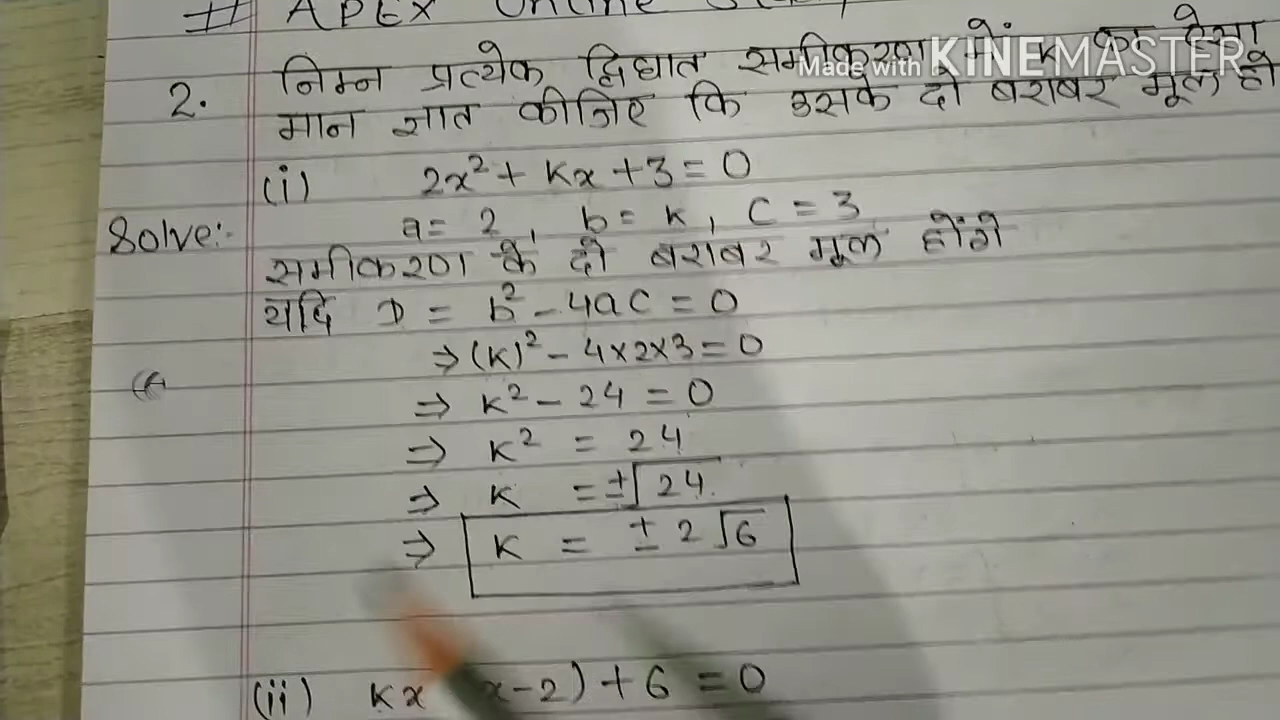 # APEX Online
Made with KINEMASTER
2. निम्न प्रत्येक द्विघात समीकरण में K का ऐसा
मान ज्ञात कीजिए कि उसके दो बराबर मूल हो
(i) 2x² + Kx + 3 = 0
Solve:- a = 2, b = K, C = 3
समीकरण के दो बराबर मूल होंगे
यदि D = b² - 4ac = 0
⇒ (K)² - 4×2×3 = 0
⇒ K² - 24 = 0
⇒ K² = 24
⇒ K = ±√24
⇒ K = ± 2√6
(ii) Kx x-2) + 6 = 0